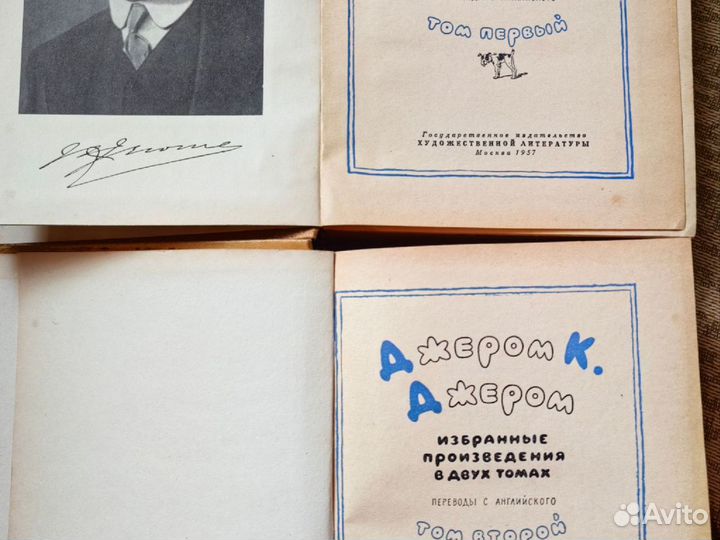 том первый
Государственное издательство
ХУДОЖЕСТВЕННОЙ ЛИТЕРАТУРЫ
Москва 1957
Джером К.
Джером
избранные
произведения
в двух томах
ПЕРЕВОДЫ С АНГЛИЙСКОГО
том второй
Avito